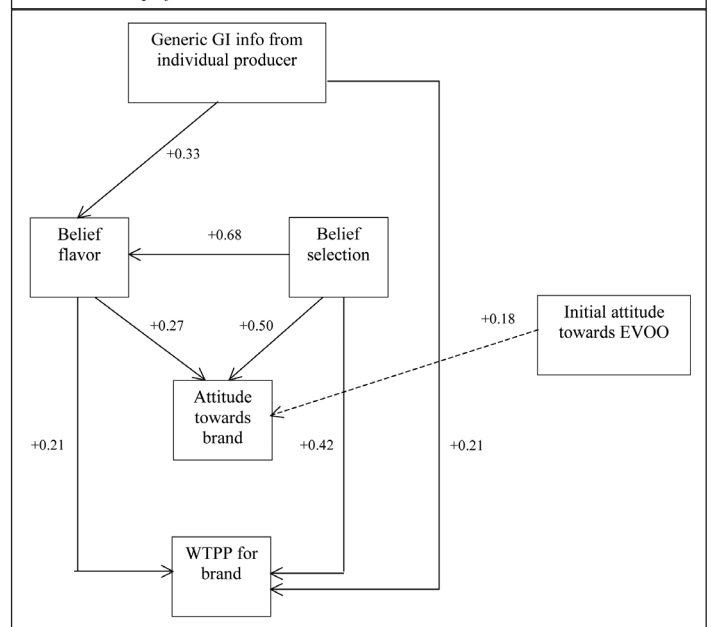 Generic GI info from
individual producer
+0.33
Belief
flavor
+0.68
Belief
selection
+0.27
+0.50
+0.18
Initial attitude
towards EVOO
Attitude
towards
brand
+0.21
+0.42
+0.21
WTPP for
brand